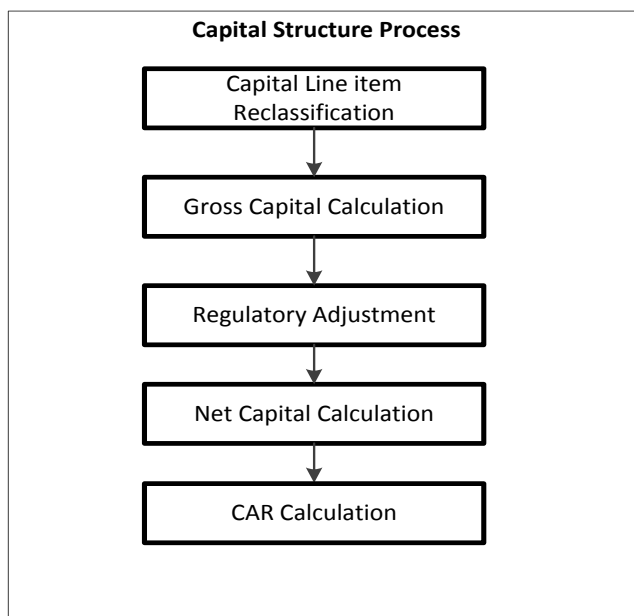 Capital Structure Process
Capital Line item
Reclassification
Gross Capital Calculation
Regulatory Adjustment
Net Capital Calculation
CAR Calculation